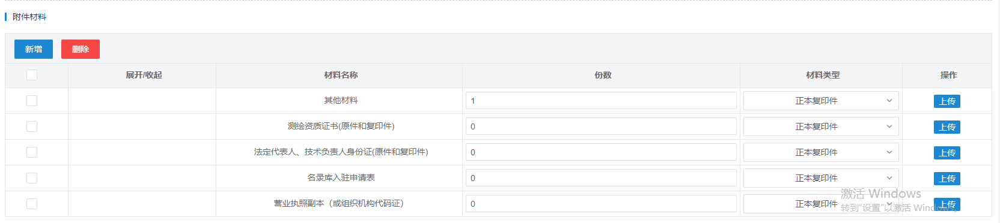 附件材料
新增 删除
展开/收起 材料名称 份数 材料类型 操作
其他材料 1 正本复印件 上传
测绘资质证书(原件和复印件) 0 正本复印件 上传
法定代表人、技术负责人身份证(原件和复印件) 0 正本复印件 上传
名录库入驻申请表 0 正本复印件 上传
营业执照副本（或组织机构代码证） 0 正本复印件 上传
激活 Windows
转到"设置"以激活 Windows。